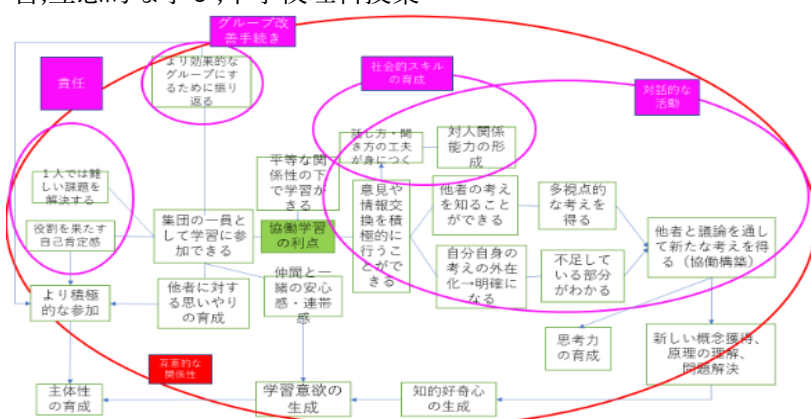 グループ改
善手続き
より効果的な
グループにす
るために振り
返る
責任
社会的スキル
の育成
対話的な
活動
話し方・聞
き方の工夫
が身につく
対人関係
能力の形
成
1人では難
しい課題を
解決する
役割を果たす
自己肯定感
平等な関
係性の下
で学習が
きる
集団の一員
として学習に参
加できる
協働学習
の利点
意見や
情報交
換を積
極的に
行うこ
とがで
きる
他者の考え
を知ること
ができる
多視点的
な考えを
得る
自分自身の
考えの外在
化→明確に
なる
不足して
いる部分
がわかる
他者と議論を通
して新たな考えを得
る(協働構築)
より積極
的な参加
他者に対す
る思いやり
の育成
仲間と一
緒の安心
感・連帯
感
思考力
の育成
新しい概念獲得、
原理の理解、
問題解決
互恵的な
関係性
主体性
の育成
学習意欲の
生成
知的好奇心
の生成